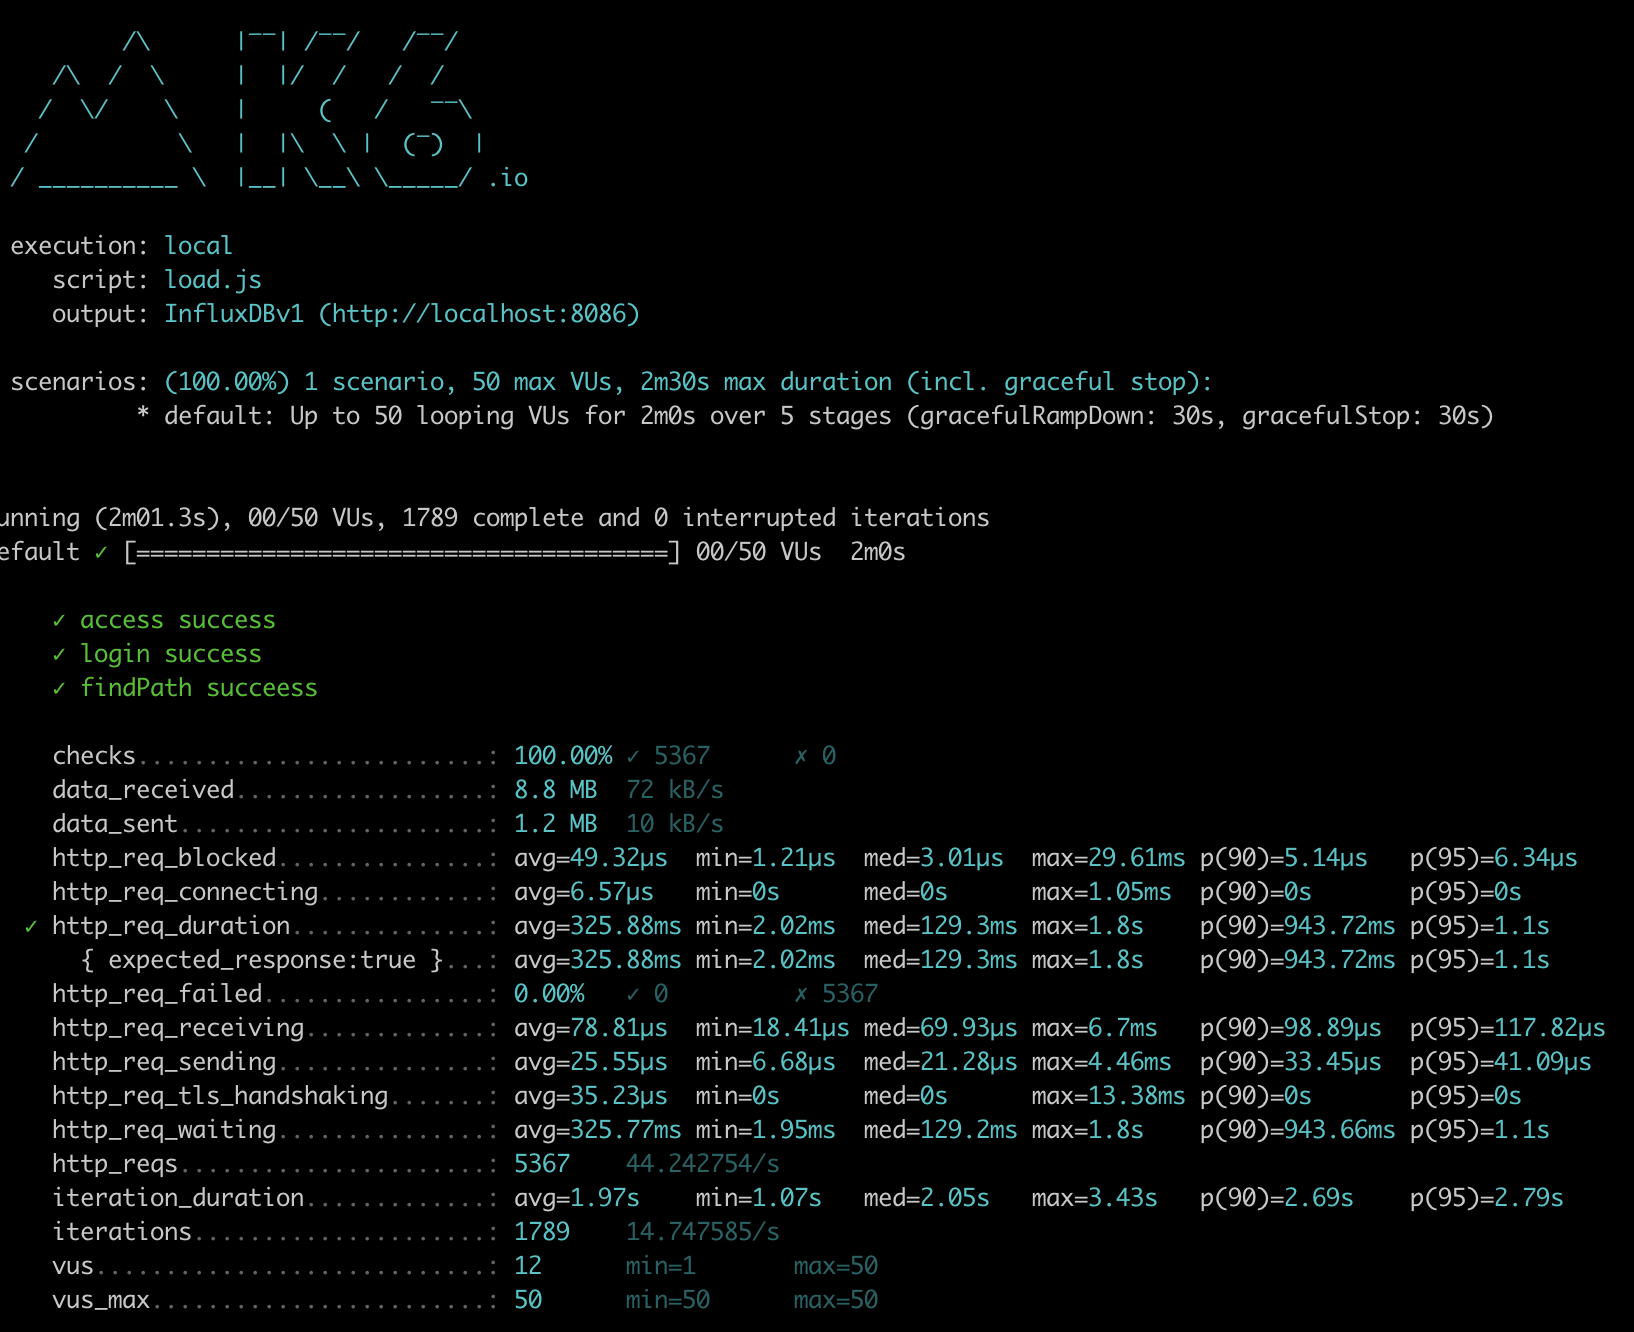 /\      |‾‾| /‾‾/   /‾‾/
/\  /  \     |  |/  /   /  /
/  \/    \    |     (   /   ‾‾\
/          \   |  |\  \ |  (‾)  |
/ __________ \  |__| \__\ \_____/ .io
execution: local
script: load.js
output: InfluxDBv1 (http://localhost:8086)
scenarios: (100.00%) 1 scenario, 50 max VUs, 2m30s max duration (incl. graceful stop):
* default: Up to 50 looping VUs for 2m0s over 5 stages (gracefulRampDown: 30s, gracefulStop: 30s)
unning (2m01.3s), 00/50 VUs, 1789 complete and 0 interrupted iterations
efault ✓ [======================================] 00/50 VUs  2m0s
✓ access success
✓ login success
✓ findPath succeess
checks.........................: 100.00% ✓ 5367      ✗ 0
data_received..................: 8.8 MB  72 kB/s
data_sent......................: 1.2 MB  10 kB/s
http_req_blocked...............: avg=49.32µs  min=1.21µs  med=3.01µs  max=29.61ms p(90)=5.14µs   p(95)=6.34µs
http_req_connecting............: avg=6.57µs   min=0s      med=0s      max=1.05ms  p(90)=0s       p(95)=0s
✓ http_req_duration..............: avg=325.88ms min=2.02ms  med=129.3ms max=1.8s    p(90)=943.72ms p(95)=1.1s
{ expected_response:true }...: avg=325.88ms min=2.02ms  med=129.3ms max=1.8s    p(90)=943.72ms p(95)=1.1s
http_req_failed................: 0.00%   ✓ 0         ✗ 5367
http_req_receiving.............: avg=78.81µs  min=18.41µs med=69.93µs max=6.7ms   p(90)=98.89µs  p(95)=117.82µs
http_req_sending...............: avg=25.55µs  min=6.68µs  med=21.28µs max=4.46ms  p(90)=33.45µs  p(95)=41.09µs
http_req_tls_handshaking.......: avg=35.23µs  min=0s      med=0s      max=13.38ms p(90)=0s       p(95)=0s
http_req_waiting...............: avg=325.77ms min=1.95ms  med=129.2ms max=1.8s    p(90)=943.66ms p(95)=1.1s
http_reqs......................: 5367    44.242754/s
iteration_duration.............: avg=1.97s    min=1.07s   med=2.05s   max=3.43s   p(90)=2.69s    p(95)=2.79s
iterations.....................: 1789    14.747585/s
vus............................: 12      min=1       max=50
vus_max........................: 50      min=50      max=50